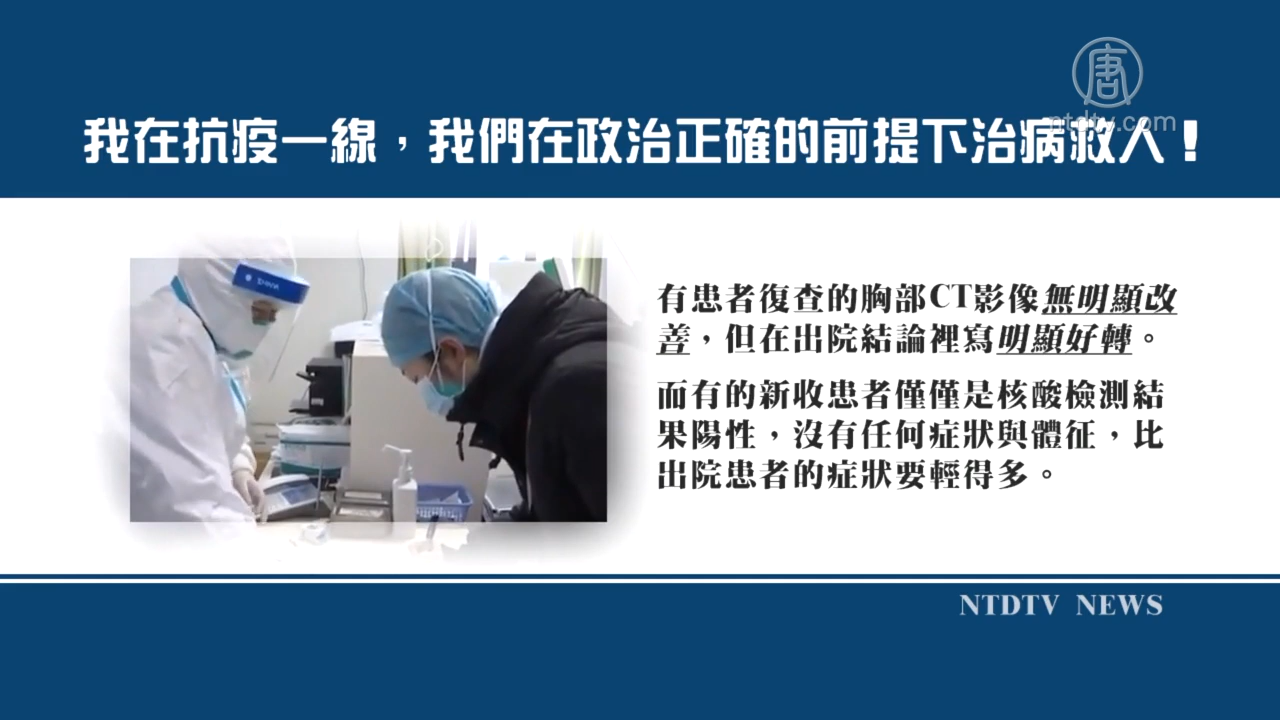 唐
ntdtv.com
我在抗疫一線，我們在政治正確的前提下治病救人！
有患者復查的胸部CT影像無明顯改
善，但在出院結論裡寫明顯好轉。
而有的新收患者僅僅是核酸檢測結
果陽性，沒有任何症狀與體征，比
出院患者的症狀要輕得多。
NTDTV NEWS